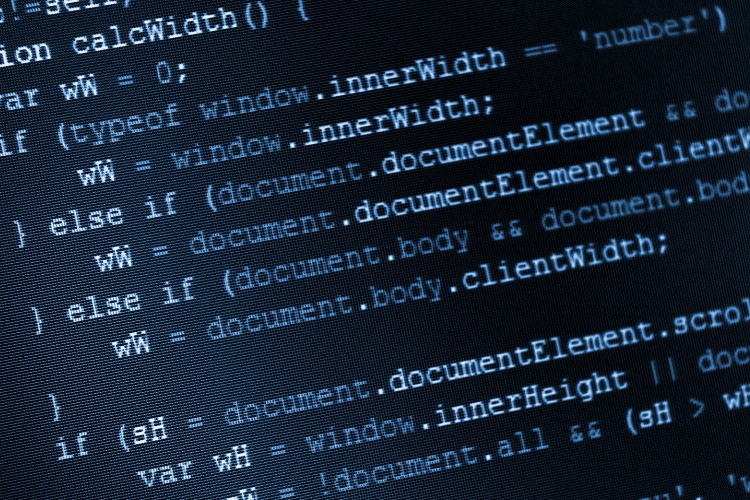 !=self
ion calcWidth() {
var wW = 0;
if (typeof window.innerWidth == 'number')
wW = window.innerWidth;
} else if (document.documentElement && do
wW = document.documentElement.clientW
} else if (document.body && document.bod
wW = document.body.clientWidth;
}
if (sH = document.documentElement.scrol
var wH = window.innerHeight || doc
wW = !document.all && (sH > wH